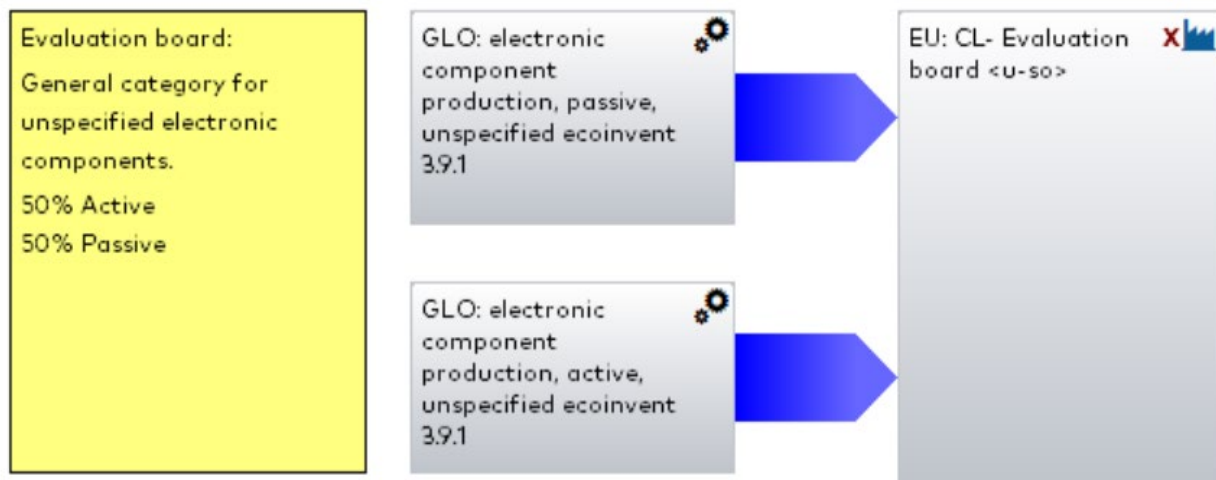 Evaluation board:
General category for
unspecified electronic
components.
50% Active
50% Passive
GLO: electronic
component
production, passive,
unspecified ecoinvent
3.9.1
GLO: electronic
component
production, active,
unspecified ecoinvent
3.9.1
EU: CL- Evaluation
board <u-so>
X